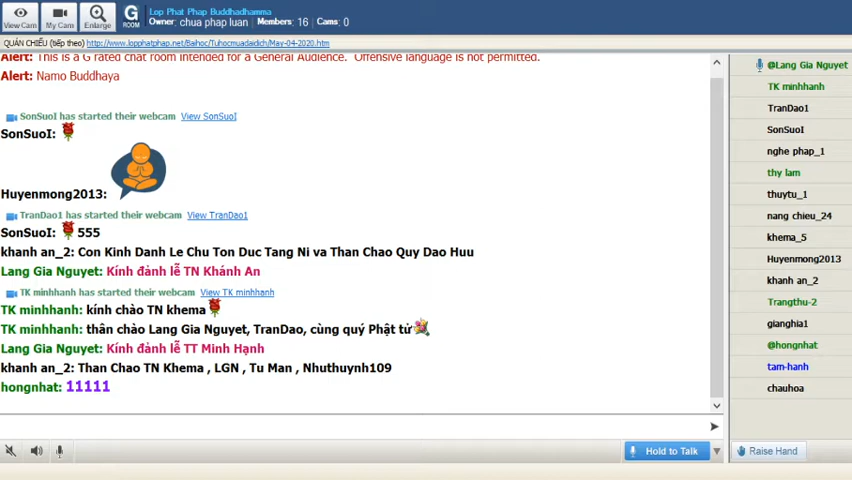 View Cam
My Cam
Enlarge
G ROOM
Lop Phat Phap Buddhadhamma
Owner: chua phap luan Members: 16 Cams: 0
QUÁN CHIẾU (tiếp theo) http://www.lopphatphap.net/Baihoc/Tuhocmuadaidich/May-04-2020.htm
Alert: This is a G rated chat room intended for a General Audience. Offensive language is not permitted.
Alert: Namo Buddhaya
SonSuoI has started their webcam View SonSuoI
SonSuoI:
Huyenmong2013:
TranDao1 has started their webcam View TranDao1
SonSuoI: 555
khanh an_2: Con Kinh Danh Le Chu Ton Duc Tang Ni va Than Chao Quy Dao Huu
Lang Gia Nguyet: Kính đảnh lễ TN Khánh An
TK minhhanh has started their webcam View TK minhhanh
TK minhhanh: kính chào TN khema
TK minhhanh: thân chào Lang Gia Nguyet, TranDao, cùng quý Phật tử
Lang Gia Nguyet: Kính đảnh lễ TT Minh Hạnh
khanh an_2: Than Chao TN Khema , LGN , Tu Man , Nhuthuynh109
hongnhat: 11111
Hold to Talk
@Lang Gia Nguyet
TK minhhanh
TranDao1
SonSuoI
nghe phap_1
thy lam
thuytu_1
nang chieu_24
khema_5
Huyenmong2013
khanh an_2
Trangthu-2
gianghia1
@hongnhat
tam-hanh
chauhoa
Raise Hand